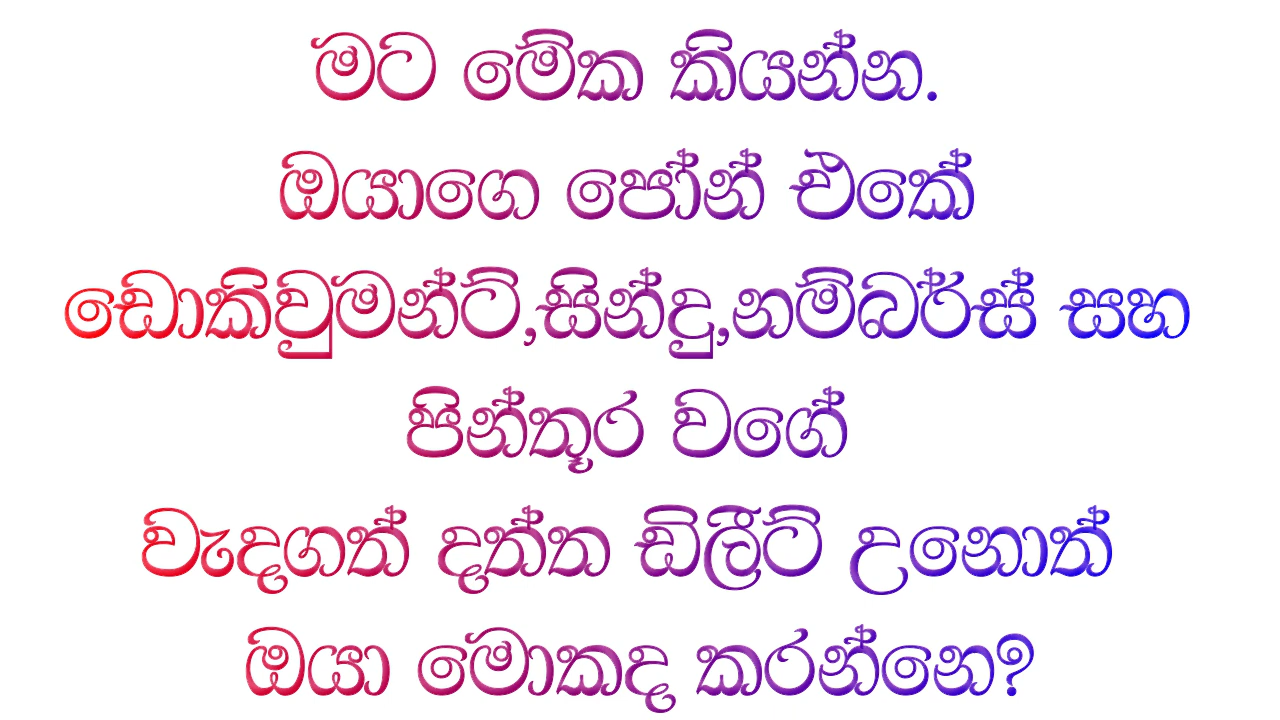 මට මේක කියන්න.
ඔයාගෙ පෝන් එකේ
ඩොකිවුමන්ට්,සින්දු,නම්බර්ස් සහ
පින්තූර වගේ
වැදගත් දත්ත ඩිලීට් උනොත්
ඔයා මොකද කරන්නෙ?